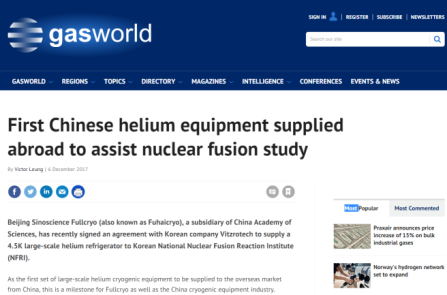 SIGN IN | REGISTER | SUBSCRIBE | NEWSLETTERS
gasworld
Search our site
GASWORLD REGIONS TOPICS DIRECTORY MAGAZINES INTELLIGENCE CONFERENCES EVENTS & NEWS
First Chinese helium equipment supplied
abroad to assist nuclear fusion study
By Victor Leung | 6 December 2017
Most Popular
Most Commented
Beijing Sinoscience Fullcryo (also known as Fuhaicryo), a subsidiary of China Academy of
Sciences, has recently signed an agreement with Korean company Vitzrotech to supply a
4.5K large-scale helium refrigerator to Korean National Nuclear Fusion Reaction Institute
(NFRI).
As the first set of large-scale helium cryogenic equipment to be supplied to the overseas market
from China, this is a milestone for Fullcryo as well as the China cryogenic equipment industry.
Praxair announces price
increase of 15% on bulk
industrial gases
Norway's hydrogen network
set to expand